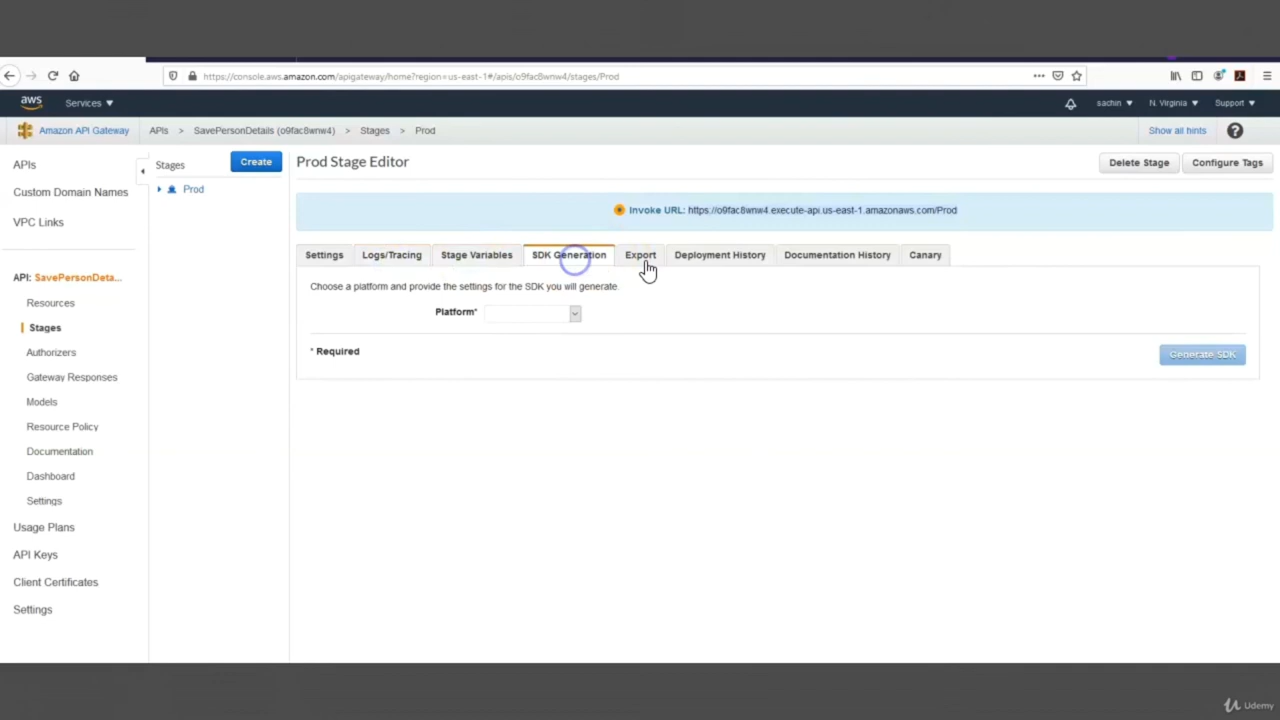 https://console.aws.amazon.com/apigateway/home?region=us-east-1#/apis/o9fac8wnw4/stages/Prod
aws Services sachin N. Virginia Support
Amazon API Gateway APIs > SavePersonDetails (o9fac8wnw4) > Stages > Prod Show all hints ?
APIs
Custom Domain Names
VPC Links
API: SavePersonDeta...
Resources
Stages
Authorizers
Gateway Responses
Models
Resource Policy
Documentation
Dashboard
Settings
Usage Plans
API Keys
Client Certificates
Settings
Stages Create
Prod
Prod Stage Editor Delete Stage Configure Tags
Invoke URL: https://o9fac8wnw4.execute-api.us-east-1.amazonaws.com/Prod
Settings Logs/Tracing Stage Variables SDK Generation Export Deployment History Documentation History Canary
Choose a platform and provide the settings for the SDK you will generate.
Platform*
* Required Generate SDK
Udemy